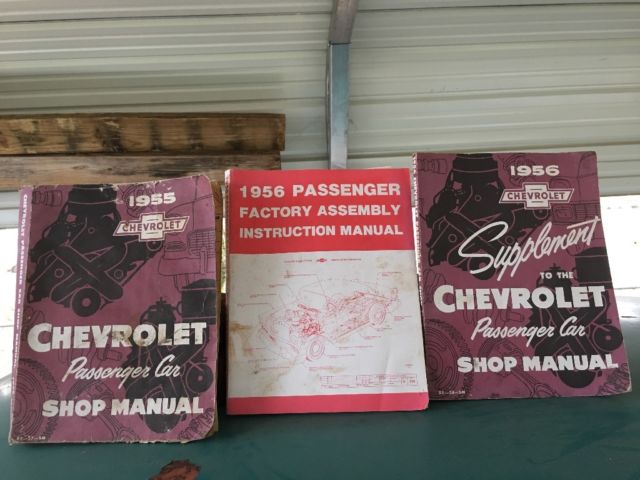 1955
CHEVROLET
CHEVROLET
Passenger Car
SHOP MANUAL
1956 PASSENGER
FACTORY ASSEMBLY
INSTRUCTION MANUAL
1956
CHEVROLET
Supplement
TO THE
CHEVROLET
Passenger Car
SHOP MANUAL